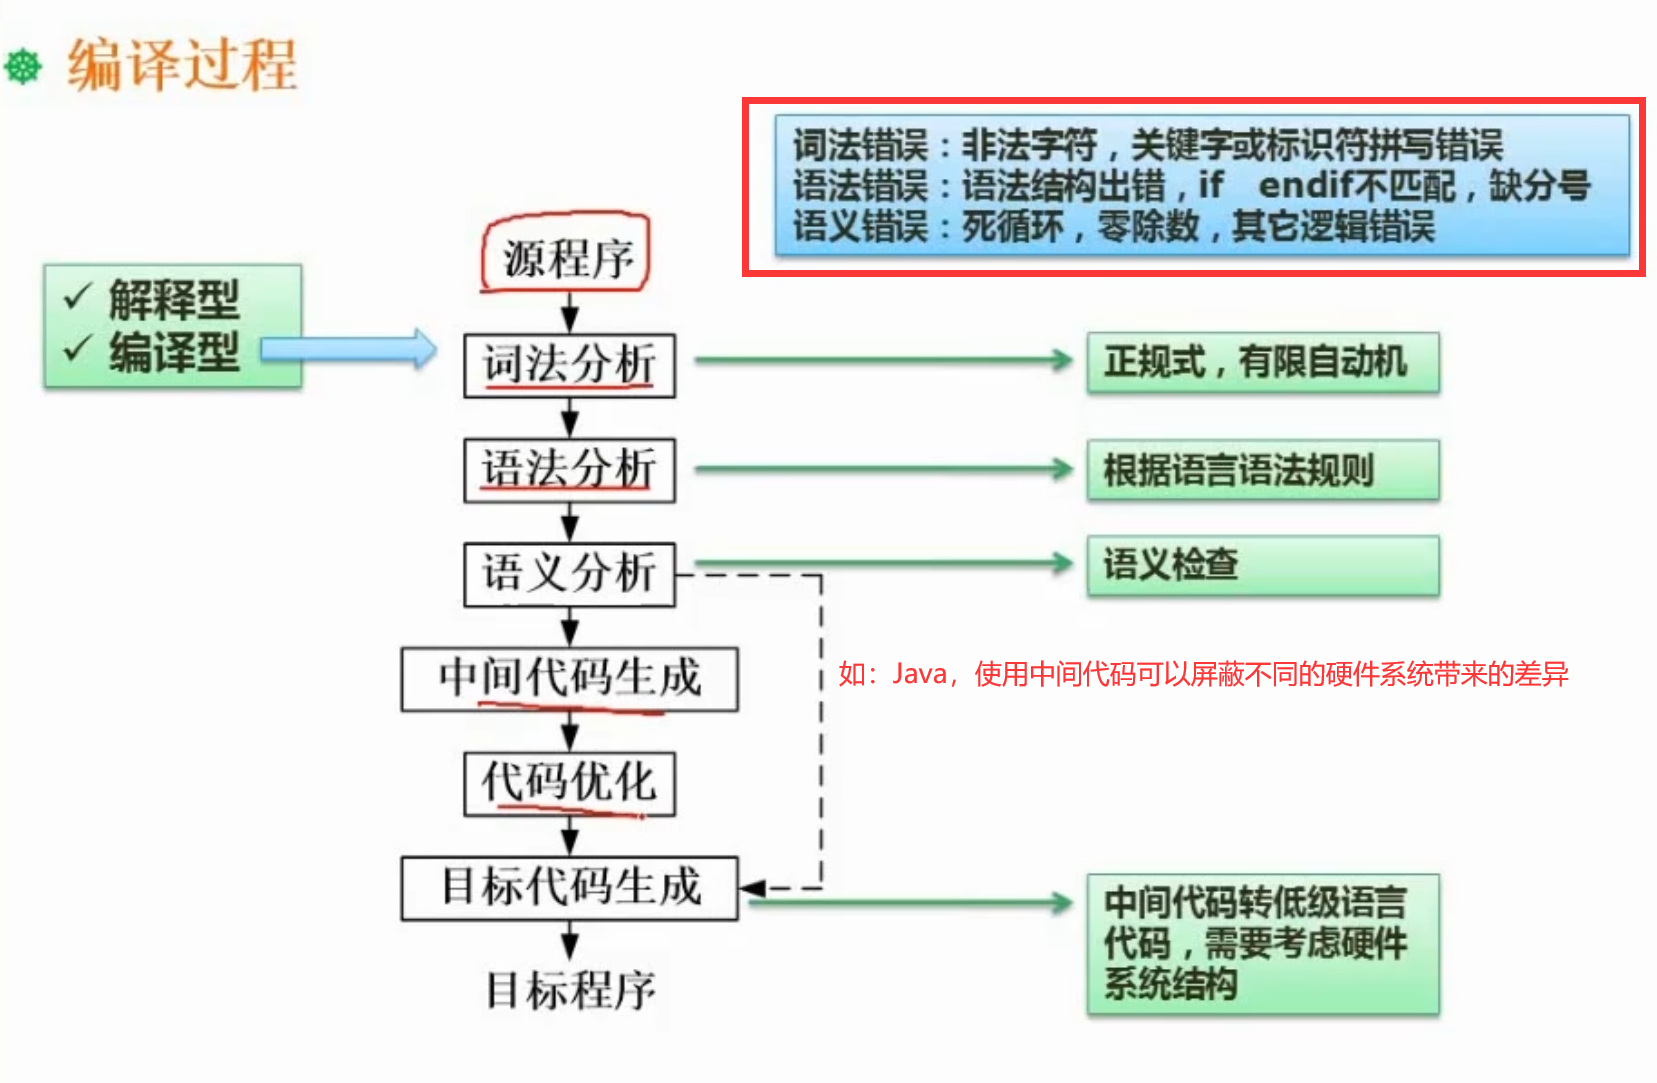 编译过程
词法错误：非法字符，关键字或标识符拼写错误
语法错误：语法结构出错，if endif不匹配，缺分号
语义错误：死循环，零除数，其它逻辑错误
✓ 解释型
✓ 编译型
源程序
词法分析
正规式，有限自动机
语法分析
根据语言语法规则
语义分析
语义检查
中间代码生成
如：Java，使用中间代码可以屏蔽不同的硬件系统带来的差异
代码优化
目标代码生成
中间代码转低级语言
代码，需要考虑硬件
系统结构
目标程序